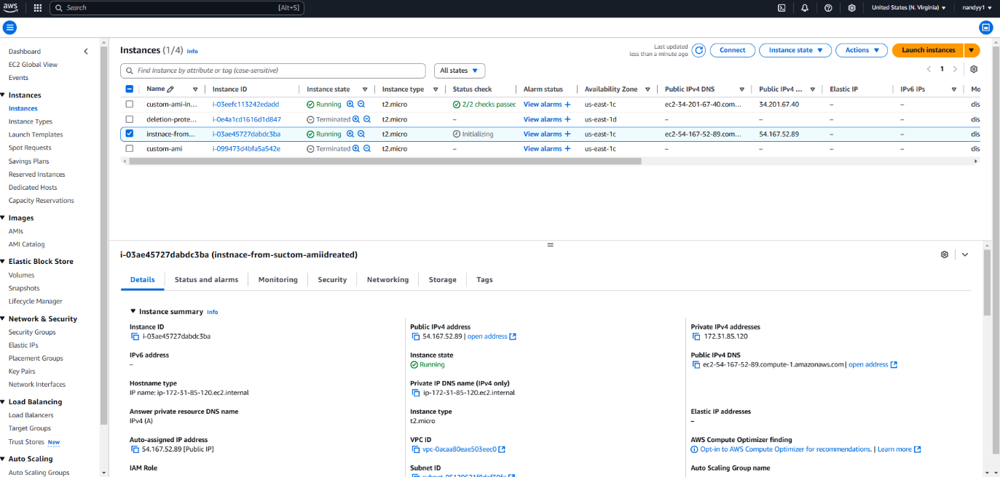 aws
Search [Alt+S]
United States (N. Virginia) nandyy1
Dashboard
EC2 Global View
Events
Instances
Instances
Instance Types
Launch Templates
Spot Requests
Savings Plans
Reserved Instances
Dedicated Hosts
Capacity Reservations
Images
AMIs
AMI Catalog
Elastic Block Store
Volumes
Snapshots
Lifecycle Manager
Network & Security
Security Groups
Elastic IPs
Placement Groups
Key Pairs
Network Interfaces
Load Balancing
Load Balancers
Target Groups
Trust Stores New
Auto Scaling
Auto Scaling Groups
Instances (1/4) Info
Last updated
less than a minute ago
Connect Instance state Actions Launch instances
Find Instance by attribute or tag (case-sensitive) All states 1
Name Instance ID Instance state Instance type Status check Alarm status Availability Zone Public IPv4 DNS Public IPv4 ... Elastic IP IPv6 IPs Mo
custom-ami-in... i-03eefc113242edadd Running t2.micro 2/2 checks passec View alarms + us-east-1c ec2-34-201-67-40.com... 34.201.67.40 – – dis
deletion-prote... i-0e4a1cd1616d1d847 Terminated t2.micro – View alarms + us-east-1d – – – – dis
instnace-from... i-03ae45727dabdc3ba Running t2.micro Initializing View alarms + us-east-1c ec2-54-167-52-89.com... 54.167.52.89 – – dis
custom-ami i-099473d4bfa5a542e Terminated t2.micro – View alarms + us-east-1c – – – – dis
i-03ae45727dabdc3ba (instnace-from-suctom-amiidreated)
Details Status and alarms Monitoring Security Networking Storage Tags
Instance summary Info
Instance ID
i-03ae45727dabdc3ba
Public IPv4 address
54.167.52.89 | open address
Private IPv4 addresses
172.31.85.120
IPv6 address
–
Instance state
Running
Public IPv4 DNS
ec2-54-167-52-89.compute-1.amazonaws.com | open address
Hostname type
IP name: ip-172-31-85-120.ec2.internal
Private IP DNS name (IPv4 only)
ip-172-31-85-120.ec2.internal
Answer private resource DNS name
IPv4 (A)
Instance type
t2.micro
Elastic IP addresses
–
Auto-assigned IP address
54.167.52.89 [Public IP]
VPC ID
vpc-0acaa80eae503eec0
AWS Compute Optimizer finding
Opt-in to AWS Compute Optimizer for recommendations. | Learn more
IAM Role
Subnet ID
Auto Scaling Group name